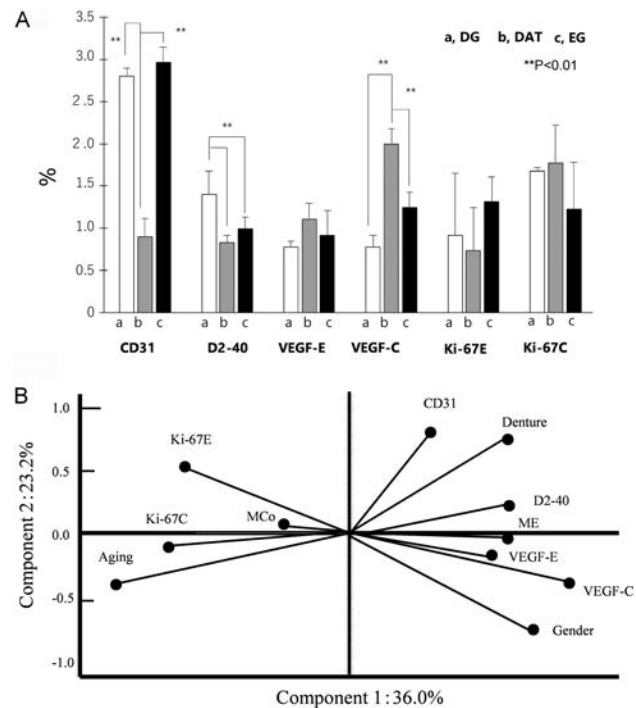 A
a, DG b, DAT c, EG
**P<0.01
** ** ** ** **
%
3.5
3.0
2.5
2.0
1.5
1.0
0.5
0
a b c a b c a b c a b c a b c a b c
CD31 D2-40 VEGF-E VEGF-C Ki-67E Ki-67C
B
Component 2 : 23.2%
1.0
0.5
0.0
-0.5
-1.0
CD31
Denture
Ki-67E
D2-40
MCo
ME
Ki-67C
VEGF-E
Aging
VEGF-C
Gender
Component 1 : 36.0%